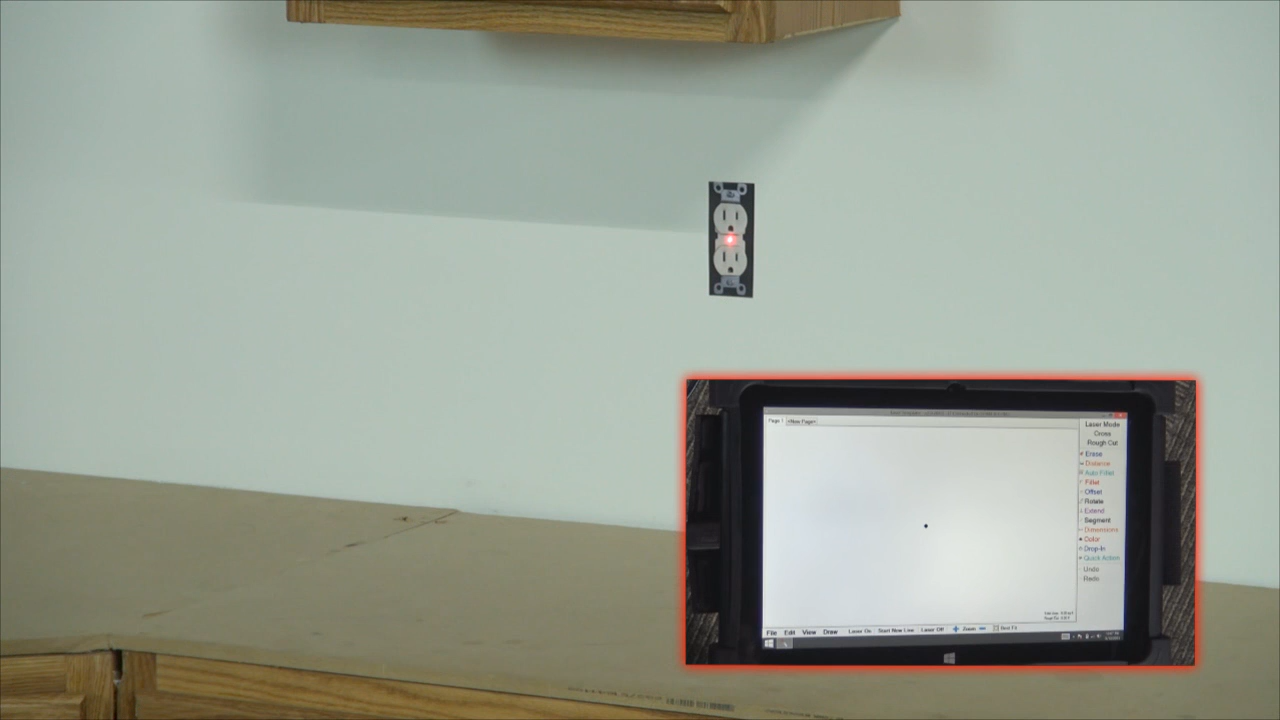 Page 1 <New Page>
Laser Mode
Cross
Rough Cut
Erase
Distance
Auto Fillet
Fillet
Offset
Rotate
Extend
Segment
Dimensions
Color
Drop-In
Quick Action
Undo
Redo
File Edit View Draw Laser On Start New Line Laser Off Zoom Best Fit